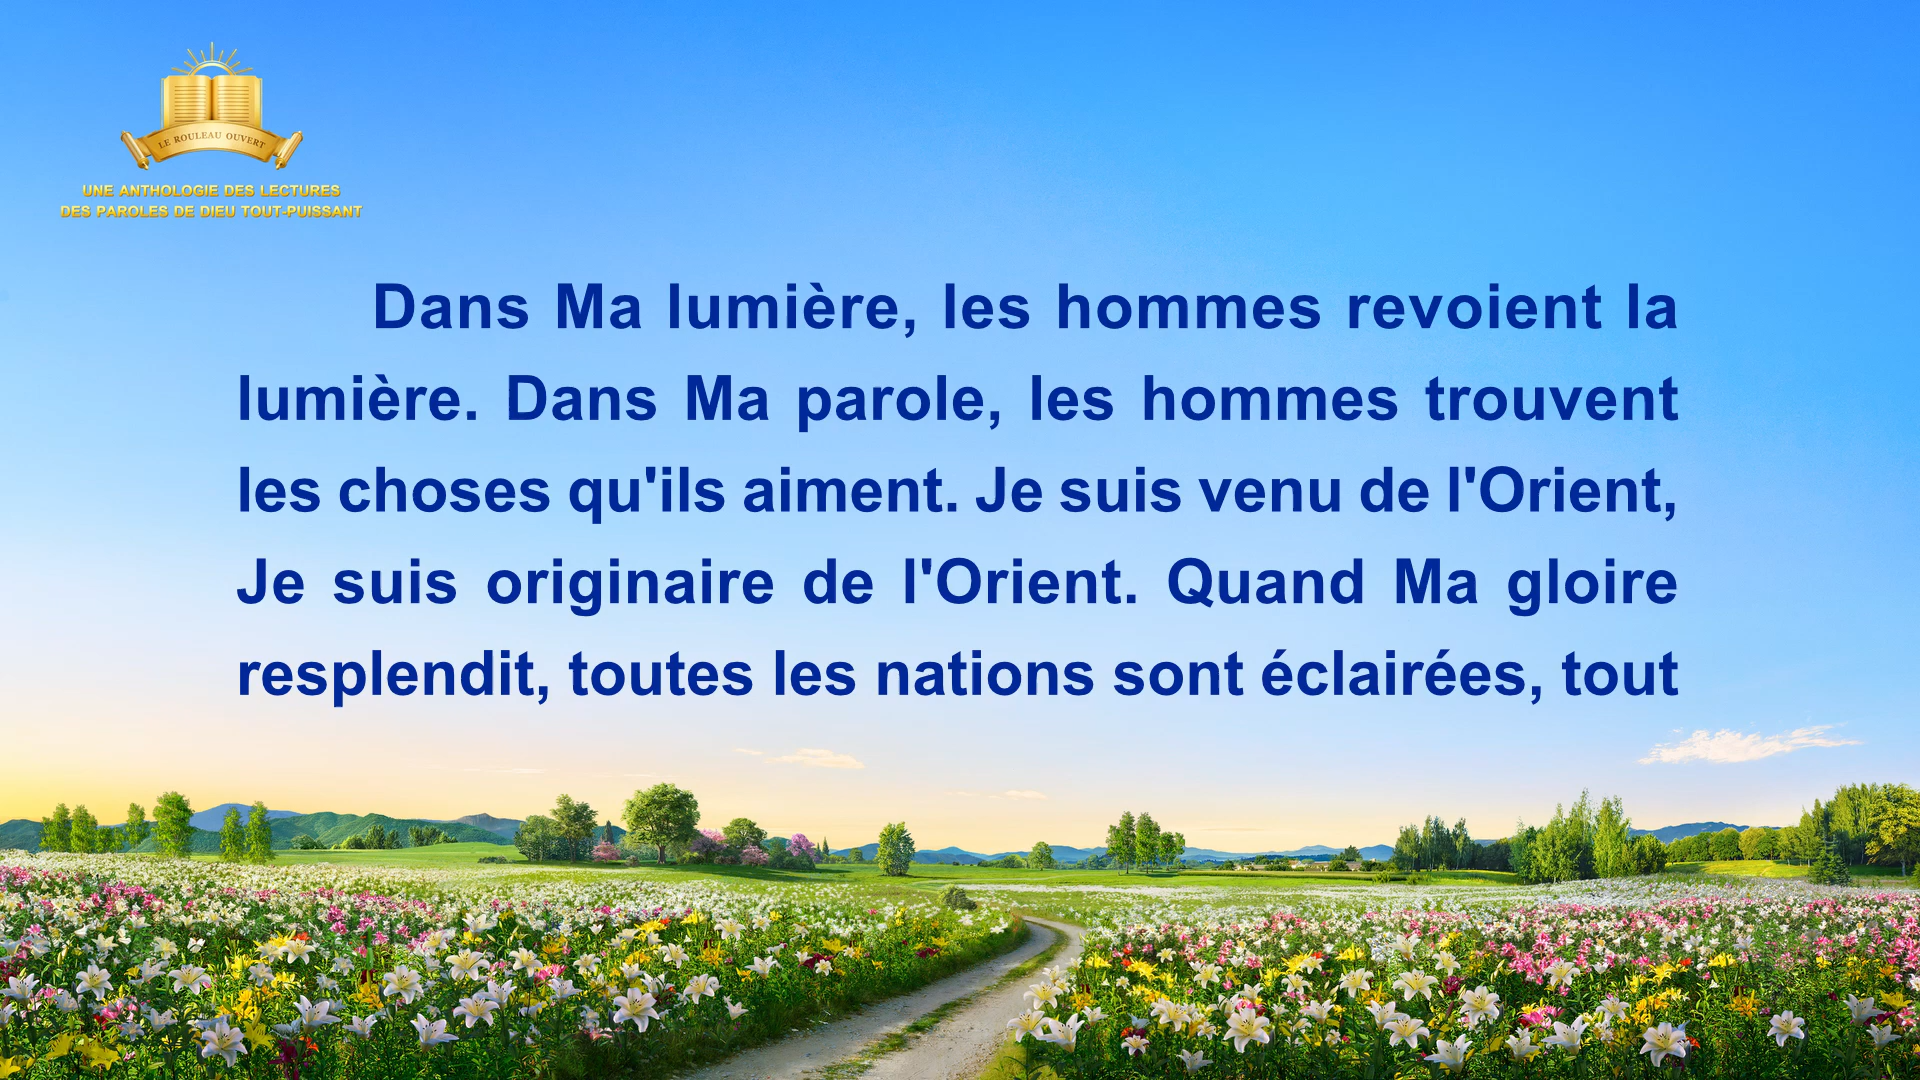 LE ROULEAU OUVERT
UNE ANTHOLOGIE DES LECTURES
DES PAROLES DE DIEU TOUT-PUISSANT
Dans Ma lumière, les hommes revoient la
lumière. Dans Ma parole, les hommes trouvent
les choses qu'ils aiment. Je suis venu de l'Orient,
Je suis originaire de l'Orient. Quand Ma gloire
resplendit, toutes les nations sont éclairées, tout